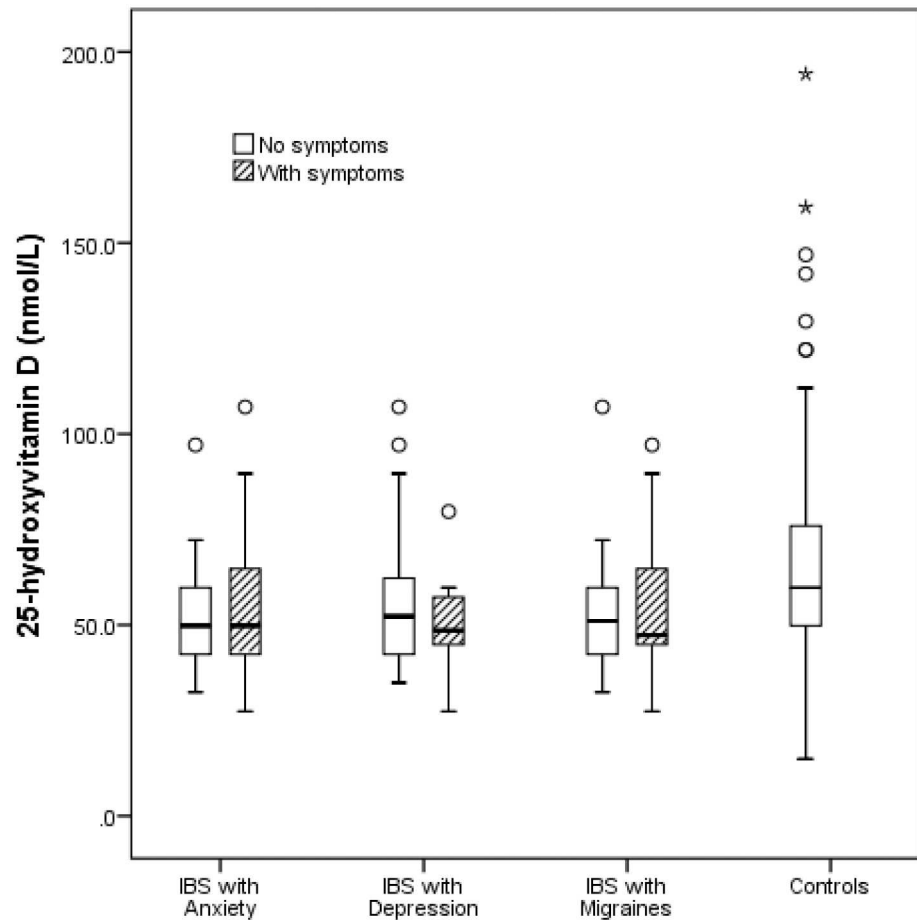 200.0
150.0
100.0
50.0
.0
25-hydroxyvitamin D (nmol/L)
No symptoms
With symptoms
IBS with
Anxiety
IBS with
Depression
IBS with
Migraines
Controls